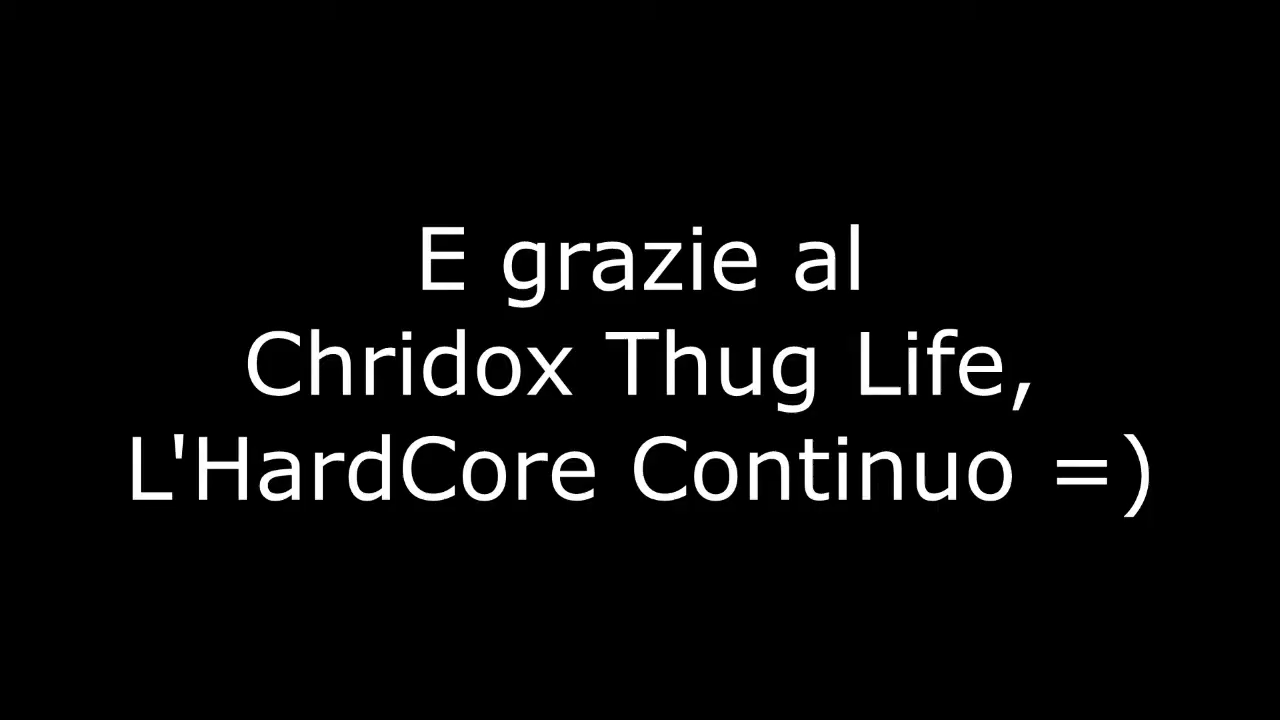 E grazie al
Chridox Thug Life,
L'HardCore Continuo =)